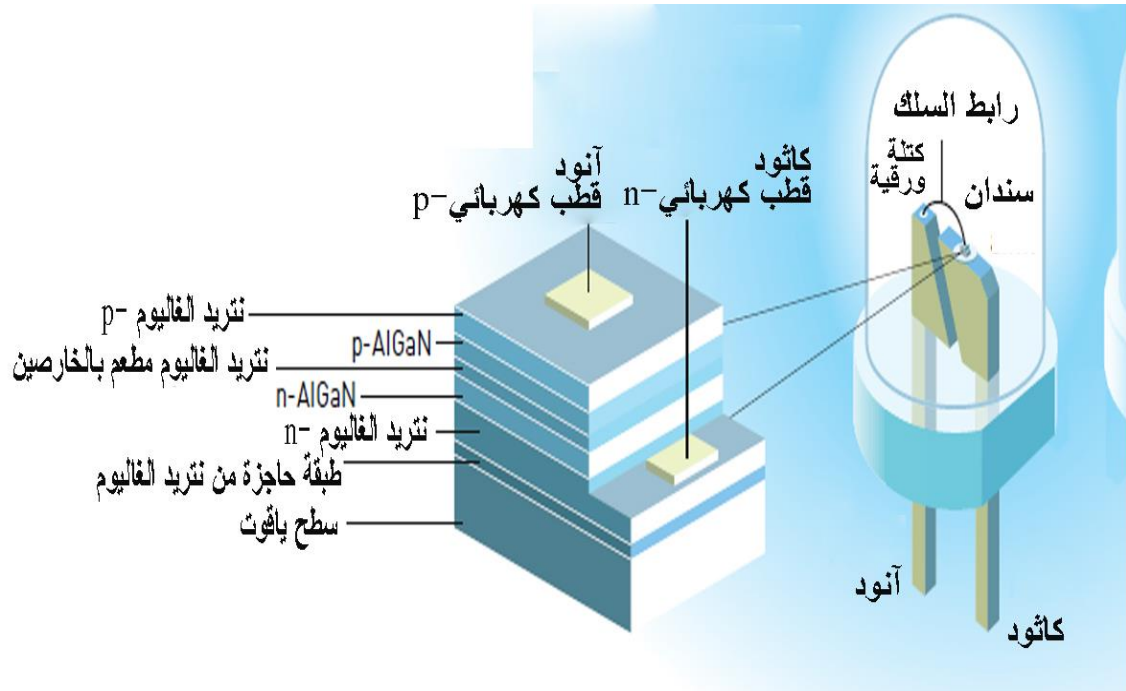 رابط السلك
كتلة
ورقية
سندان
آنود
قطب كهربائي-p
كاثود
قطب كهربائي-n
نتريد الغاليوم -p
p-AlGaN
نتريد الغاليوم مطعم بالخارصين
n-AlGaN
نتريد الغاليوم -n
طبقة حاجزة من نتريد الغاليوم
سطح ياقوت
آنود
كاثود